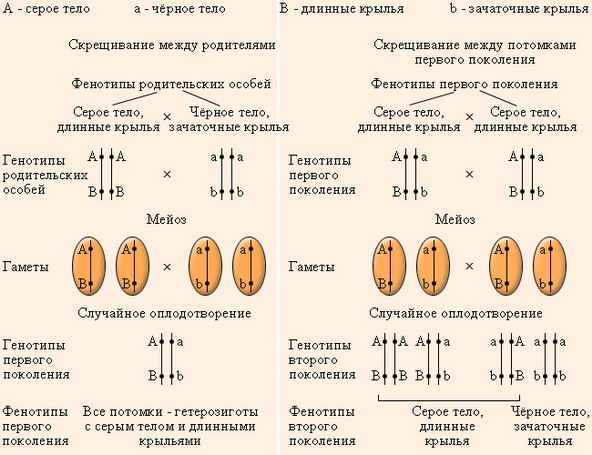 A - серое тело a - чёрное тело B - длинные крылья b - зачаточные крылья
Скрещивание между родителями
Фенотипы родительских особей
Серое тело, длинные крылья × Чёрное тело, зачаточные крылья
Генотипы
родительских
особей
A A a a
×
B B b b
Мейоз
Гаметы
A A × a a
B B b b
Случайное оплодотворение
Генотипы
первого
поколения
A a
B b
Фенотипы
первого
поколения
Все потомки - гетерозиготы
с серым телом и длинными
крыльями
Скрещивание между потомками
первого поколения
Фенотипы первого поколения
Серое тело, длинные крылья × Серое тело, длинные крылья
Генотипы
первого
поколения
A a A a
×
B b B b
Мейоз
Гаметы
A a × A a
B b B b
Случайное оплодотворение
Генотипы
второго
поколения
A A A a a A a a
B B B b b B b b
Фенотипы
второго
поколения
Серое тело,
длинные
крылья
Чёрное тело,
зачаточные
крылья